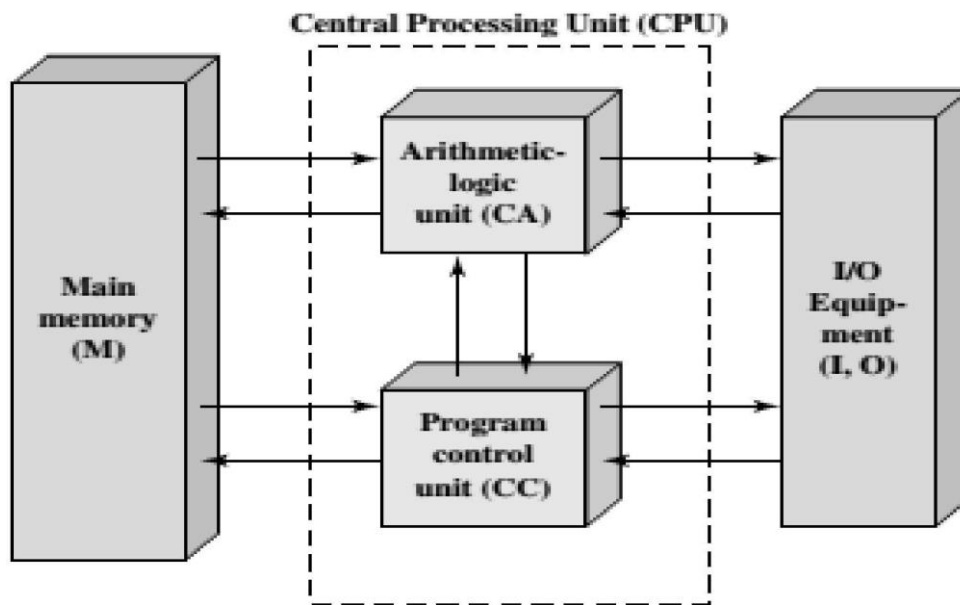 Central Processing Unit (CPU)
Arithmetic-
logic
unit (CA)
Main
memory
(M)
I/O
Equip-
ment
(I, O)
Program
control
unit (CC)